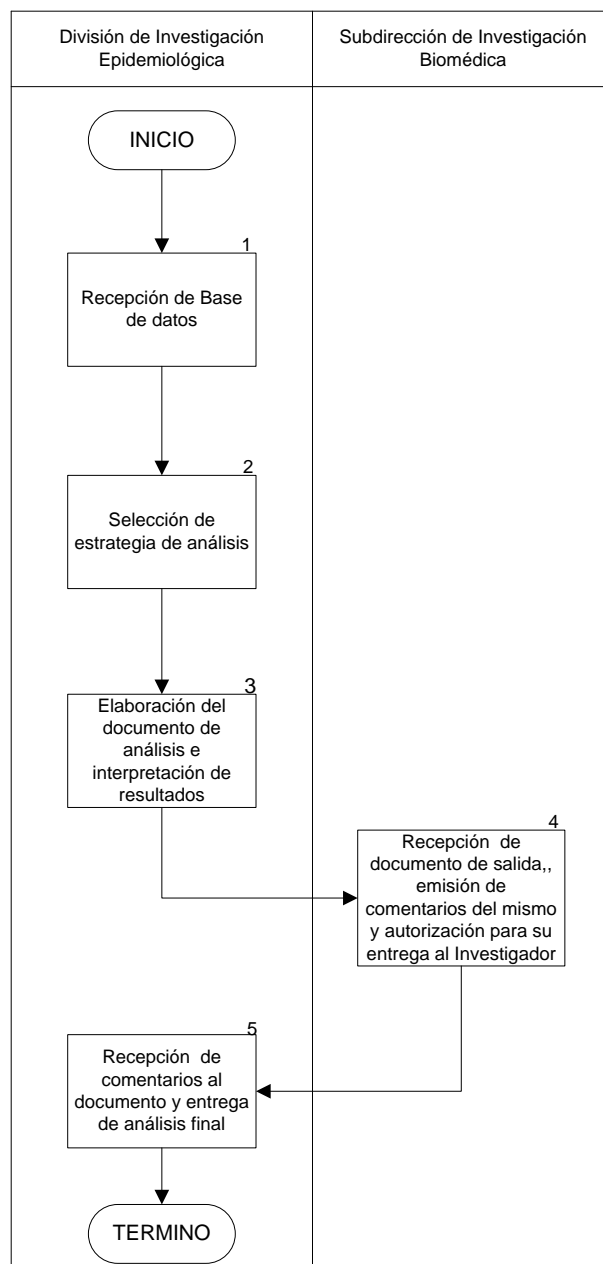 División de Investigación
Epidemiológica
Subdirección de Investigación
Biomédica
INICIO
1
Recepción de Base
de datos
2
Selección de
estrategia de análisis
3
Elaboración del
documento de
análisis e
interpretación de
resultados
4
Recepción de
documento de salida,,
emisión de
comentarios del mismo
y autorización para su
entrega al Investigador
5
Recepción de
comentarios al
documento y entrega
de análisis final
TERMINO